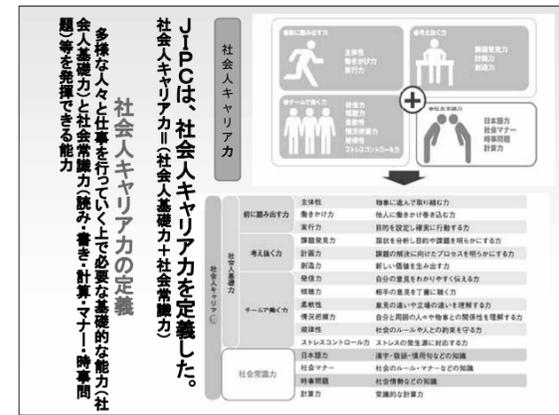 JIPCは、社会人キャリア力を定義した。
社会人キャリア力＝（社会人基礎力＋社会常識力）
社会人キャリア力の定義
多様な人々と仕事を行っていく上で必要な基礎的な能力（社
会人基礎力）と社会常識力（読み・書き・計算・マナー・時事問
題）等を発揮できる能力
社会人キャリア力
●前に踏み出す力
主体性
働きかけ力
実行力
●考え抜く力
課題発見力
計画力
創造力
●チームで働く力
発信力
傾聴力
柔軟性
情況把握力
規律性
ストレスコントロール力
●社会常識力
日本語力
社会マナー
時事問題
計算力
社会人キャリア力
社会人基礎力
前に踏み出す力
主体性 物事に進んで取り組む力
働きかけ力 他人に働きかけ巻き込む力
実行力 目的を設定し確実に行動する力
考え抜く力
課題発見力 現状を分析し目的や課題を明らかにする力
計画力 課題の解決に向けたプロセスを明らかにする力
創造力 新しい価値を生み出す力
チームで働く力
発信力 自分の意見をわかりやすく伝える力
傾聴力 相手の意見を丁重に聴く力
柔軟性 意見の違いや立場の違いを理解する力
情況把握力 自分と周囲の人々や物事との関係性を理解する力
規律性 社会のルールや人との約束を守る力
ストレスコントロール力 ストレスの発生源に対応する力
社会常識力
日本語力 漢字・敬語・慣用句などの知識
社会マナー 社会のルール・マナーなどの知識
時事問題 社会情勢などの知識
計算力 常識的な計算力